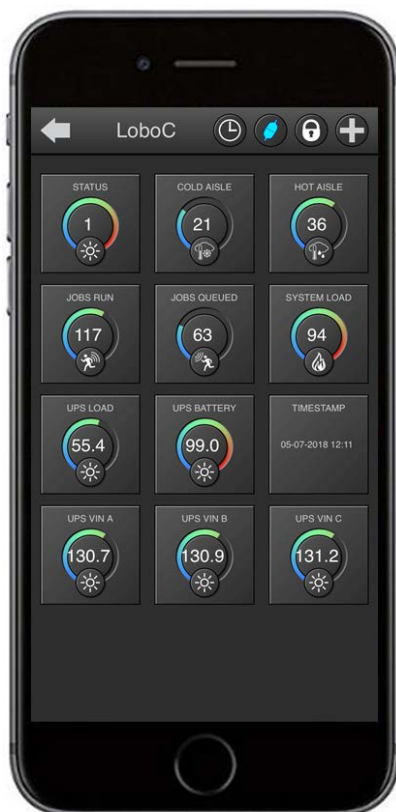 LoboC
STATUS
1
COLD AISLE
21
HOT AISLE
36
JOBS RUN
117
JOBS QUEUED
63
SYSTEM LOAD
94
UPS LOAD
55.4
UPS BATTERY
99.0
TIMESTAMP
05-07-2018 12:11
UPS VIN A
130.7
UPS VIN B
130.9
UPS VIN C
131.2